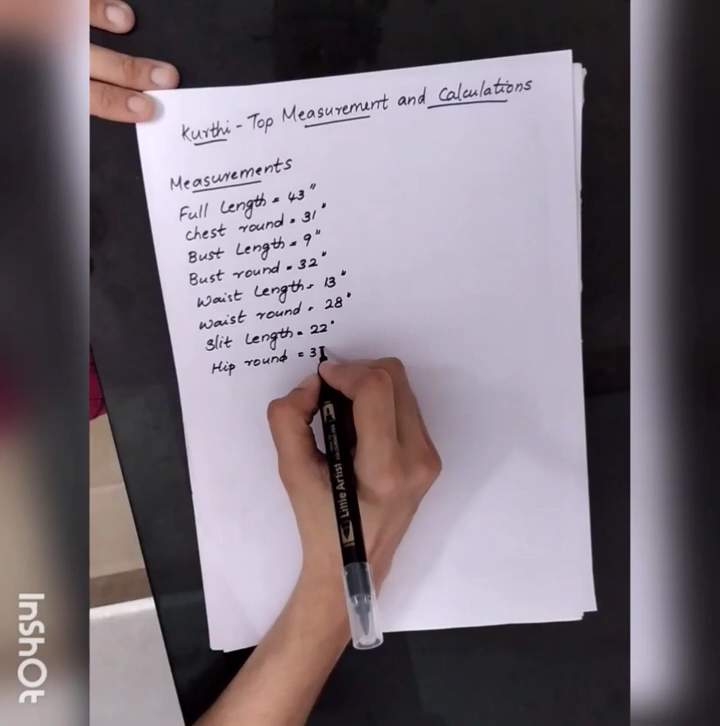 Kurthi - Top Measurement and Calculations
Measurements
Full Length = 43"
Chest round = 31"
Bust Length = 9"
Bust round = 32"
Waist Length = 13"
Waist round = 28"
Slit Length = 22"
Hip round = 3
Little Artist
InShOt